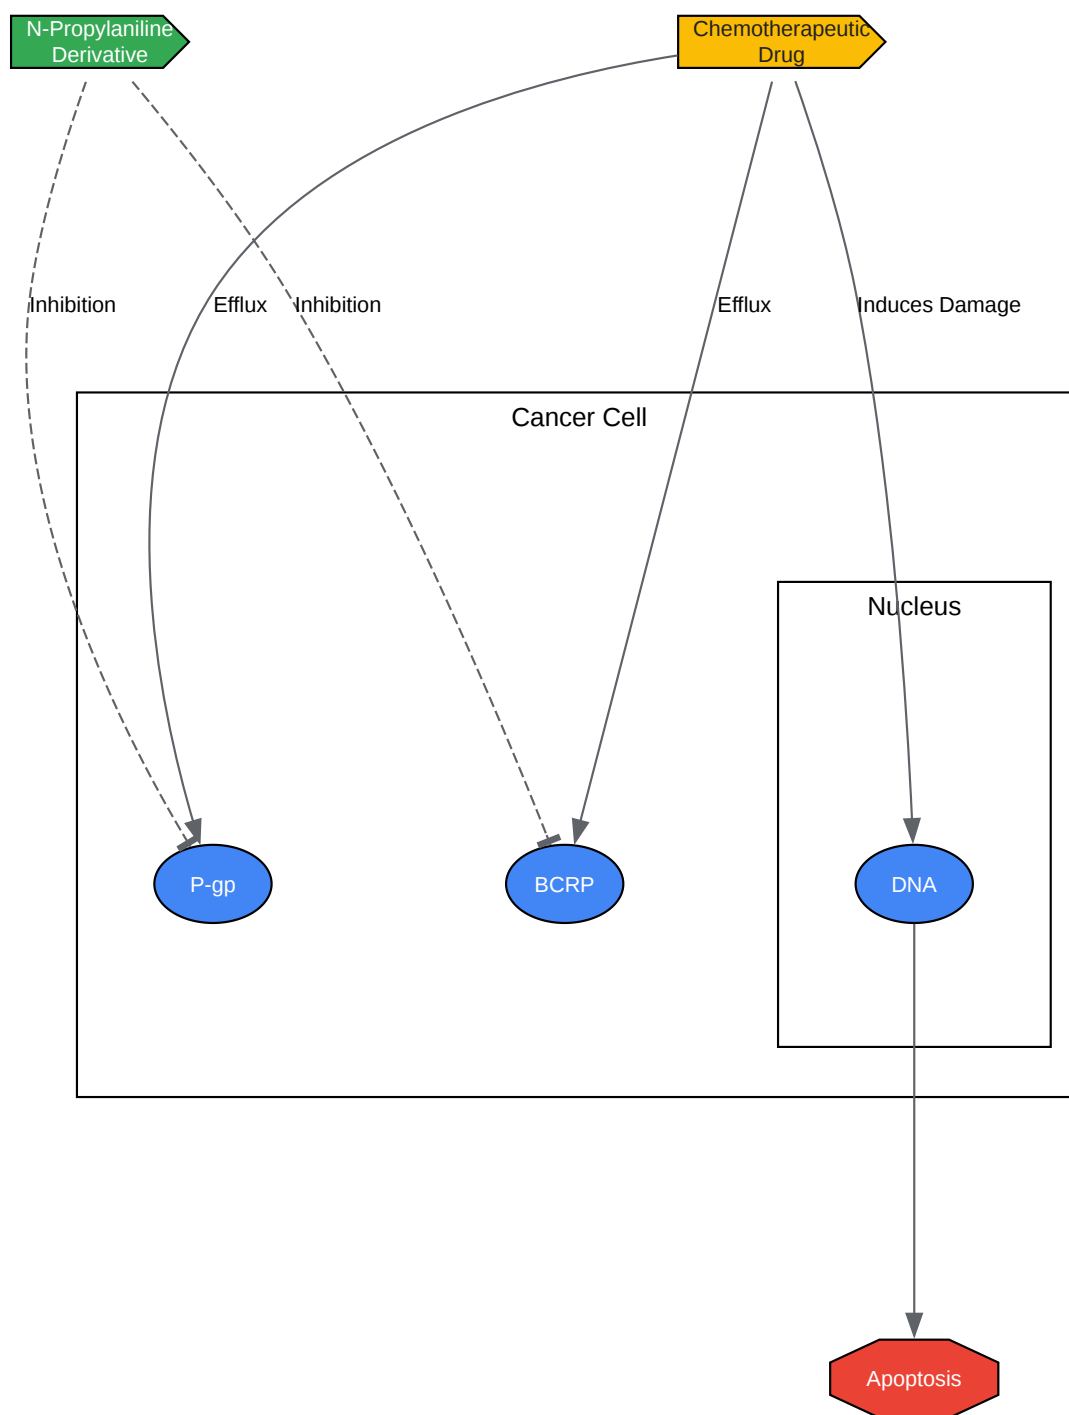 N-Propylaniline
Derivative
Chemotherapeutic
Drug
Inhibition
Efflux
Inhibition
Efflux
Induces Damage
Cancer Cell
Nucleus
P-gp
BCRP
DNA
Apoptosis